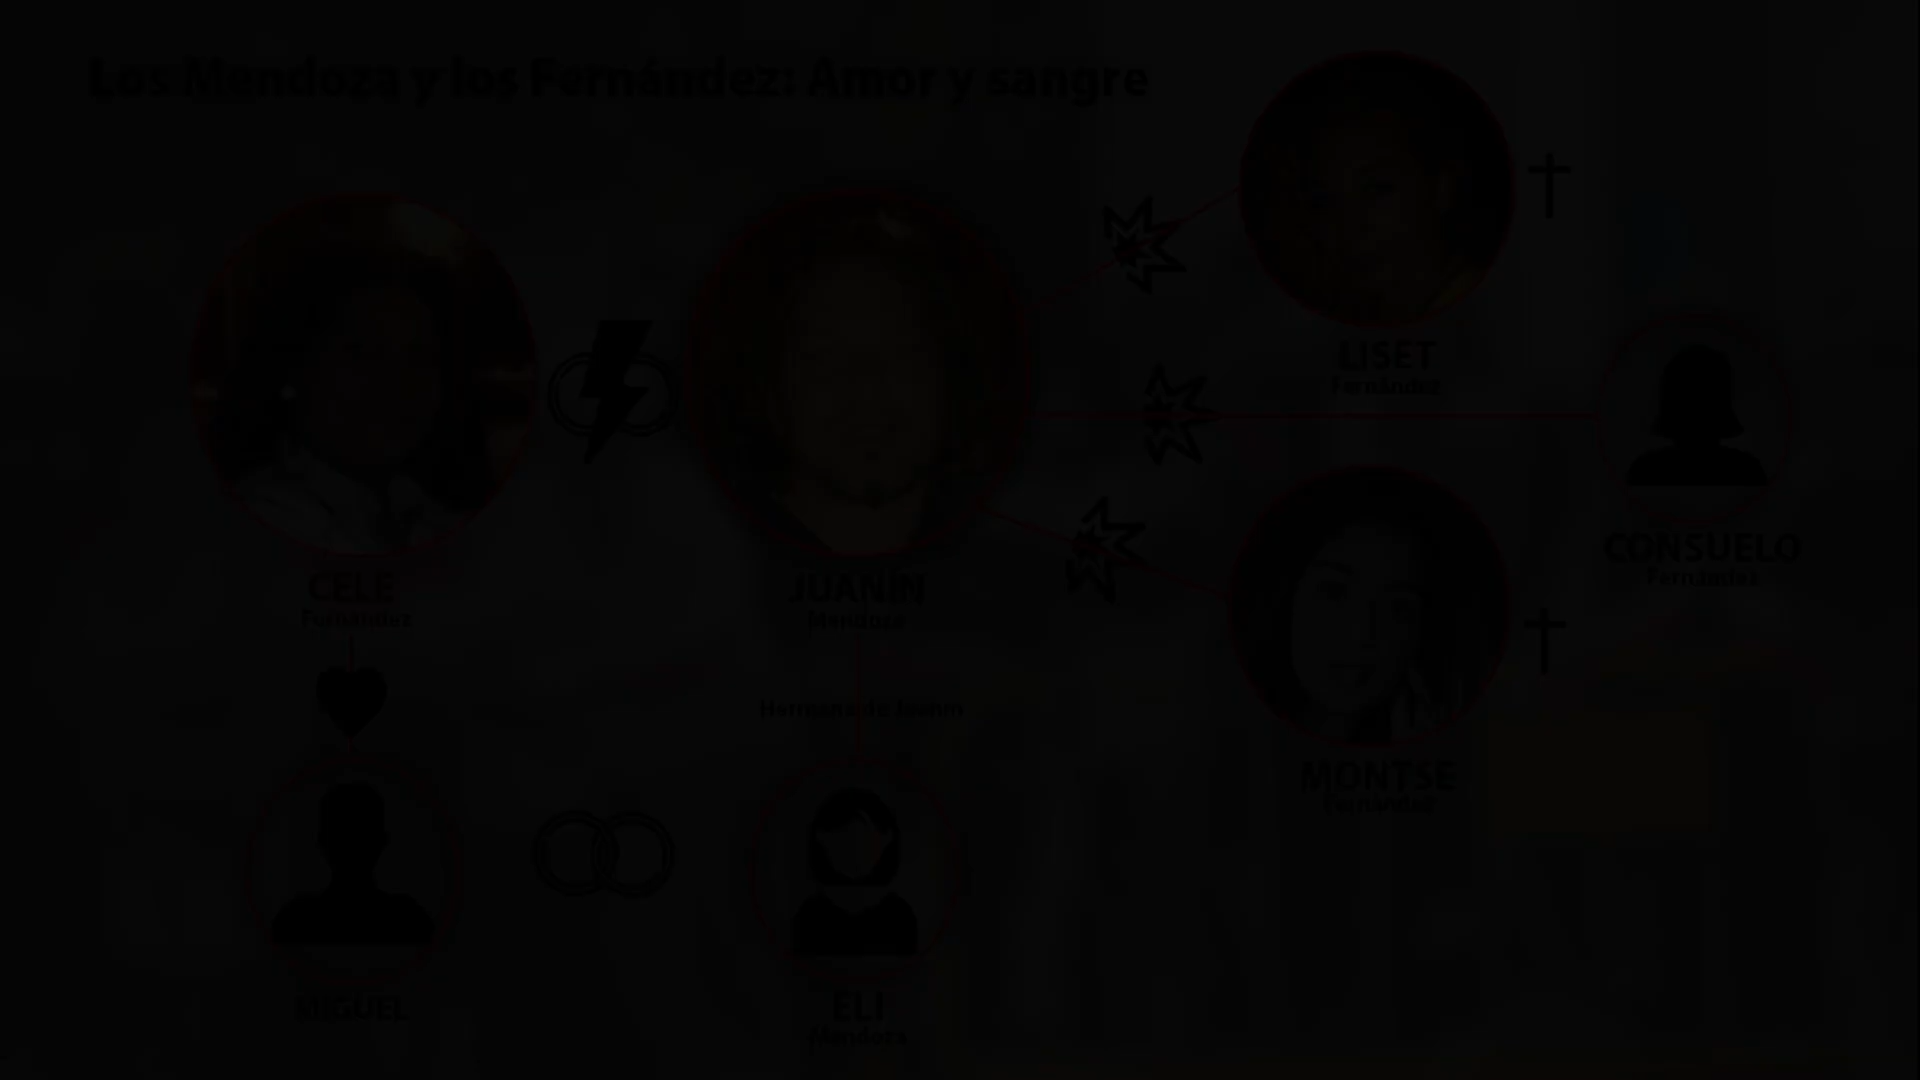 Los Mendoza y los Fernández: Amor y sangre
LISET
Fernández
CONSUELO
Fernández
CELE
Fernández
JUANÍN
Mendoza
Hermana de Juanín
MONTSE
Fernández
MIGUEL
ELI
Mendoza